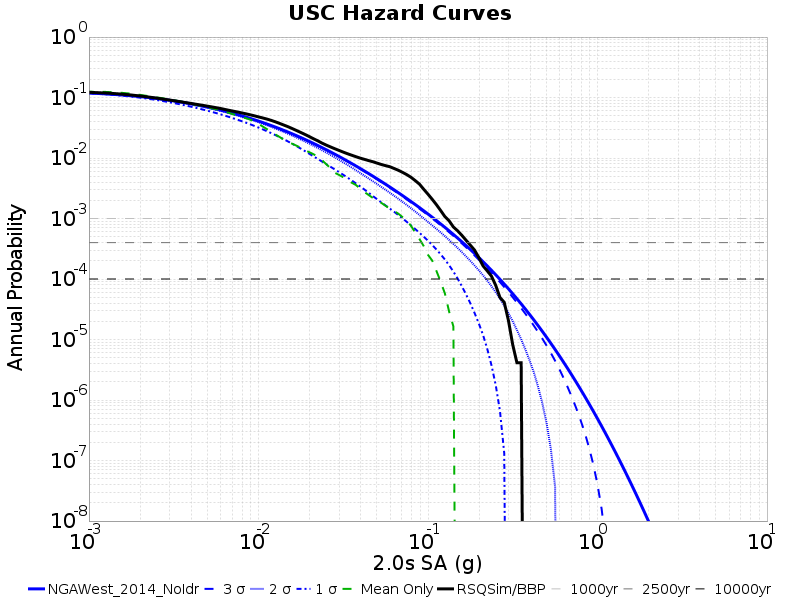 USC Hazard Curves
10^0
10^-1
10^-2
10^-3
10^-4
10^-5
10^-6
10^-7
10^-8
Annual Probability
10^-3 10^-2 10^-1 10^0 10^1
2.0s SA (g)
NGAWest_2014_NoIdr 3 σ 2 σ 1 σ Mean Only RSQSim/BBP 1000yr 2500yr 10000yr